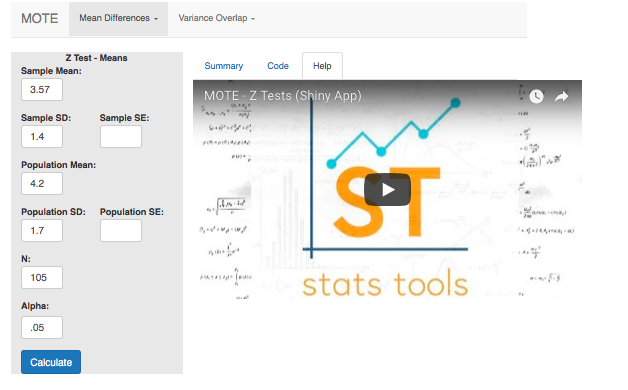 MOTE Mean Differences Variance Overlap
Z Test - Means
Sample Mean:
3.57
Sample SD: Sample SE:
1.4
Population Mean:
4.2
Population SD: Population SE:
1.7
N:
105
Alpha:
.05
Calculate
Summary Code Help
MOTE - Z Tests (Shiny App)
ST
stats tools